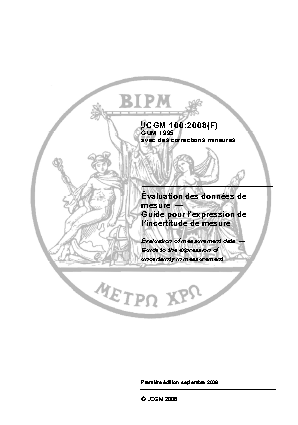 BIPM
JCGM 100:2008(F)
GUM 1995
avec des corrections mineures
Évaluation des données de
mesure —
Guide pour l'expression de
l'incertitude de mesure
Evaluation of measurement data —
Guide to the expression of
uncertainty in measurement
ΜΕΤΡΩ ΧΡΩ
Première édition septembre 2008
© JCGM 2008